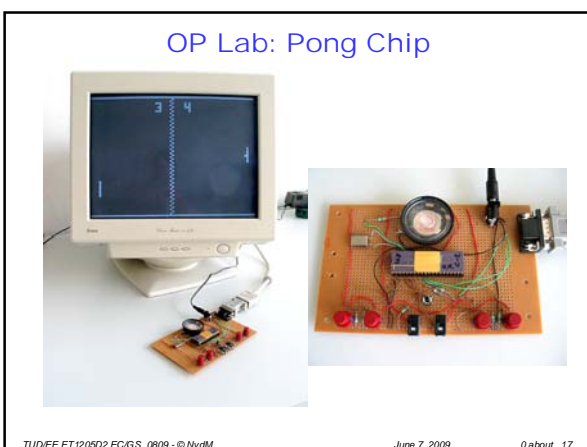 OP Lab: Pong Chip
3 4
TUD/EE ET1205D2 EC/GS 0809 - © NvdM
June 7, 2009
0 about 17